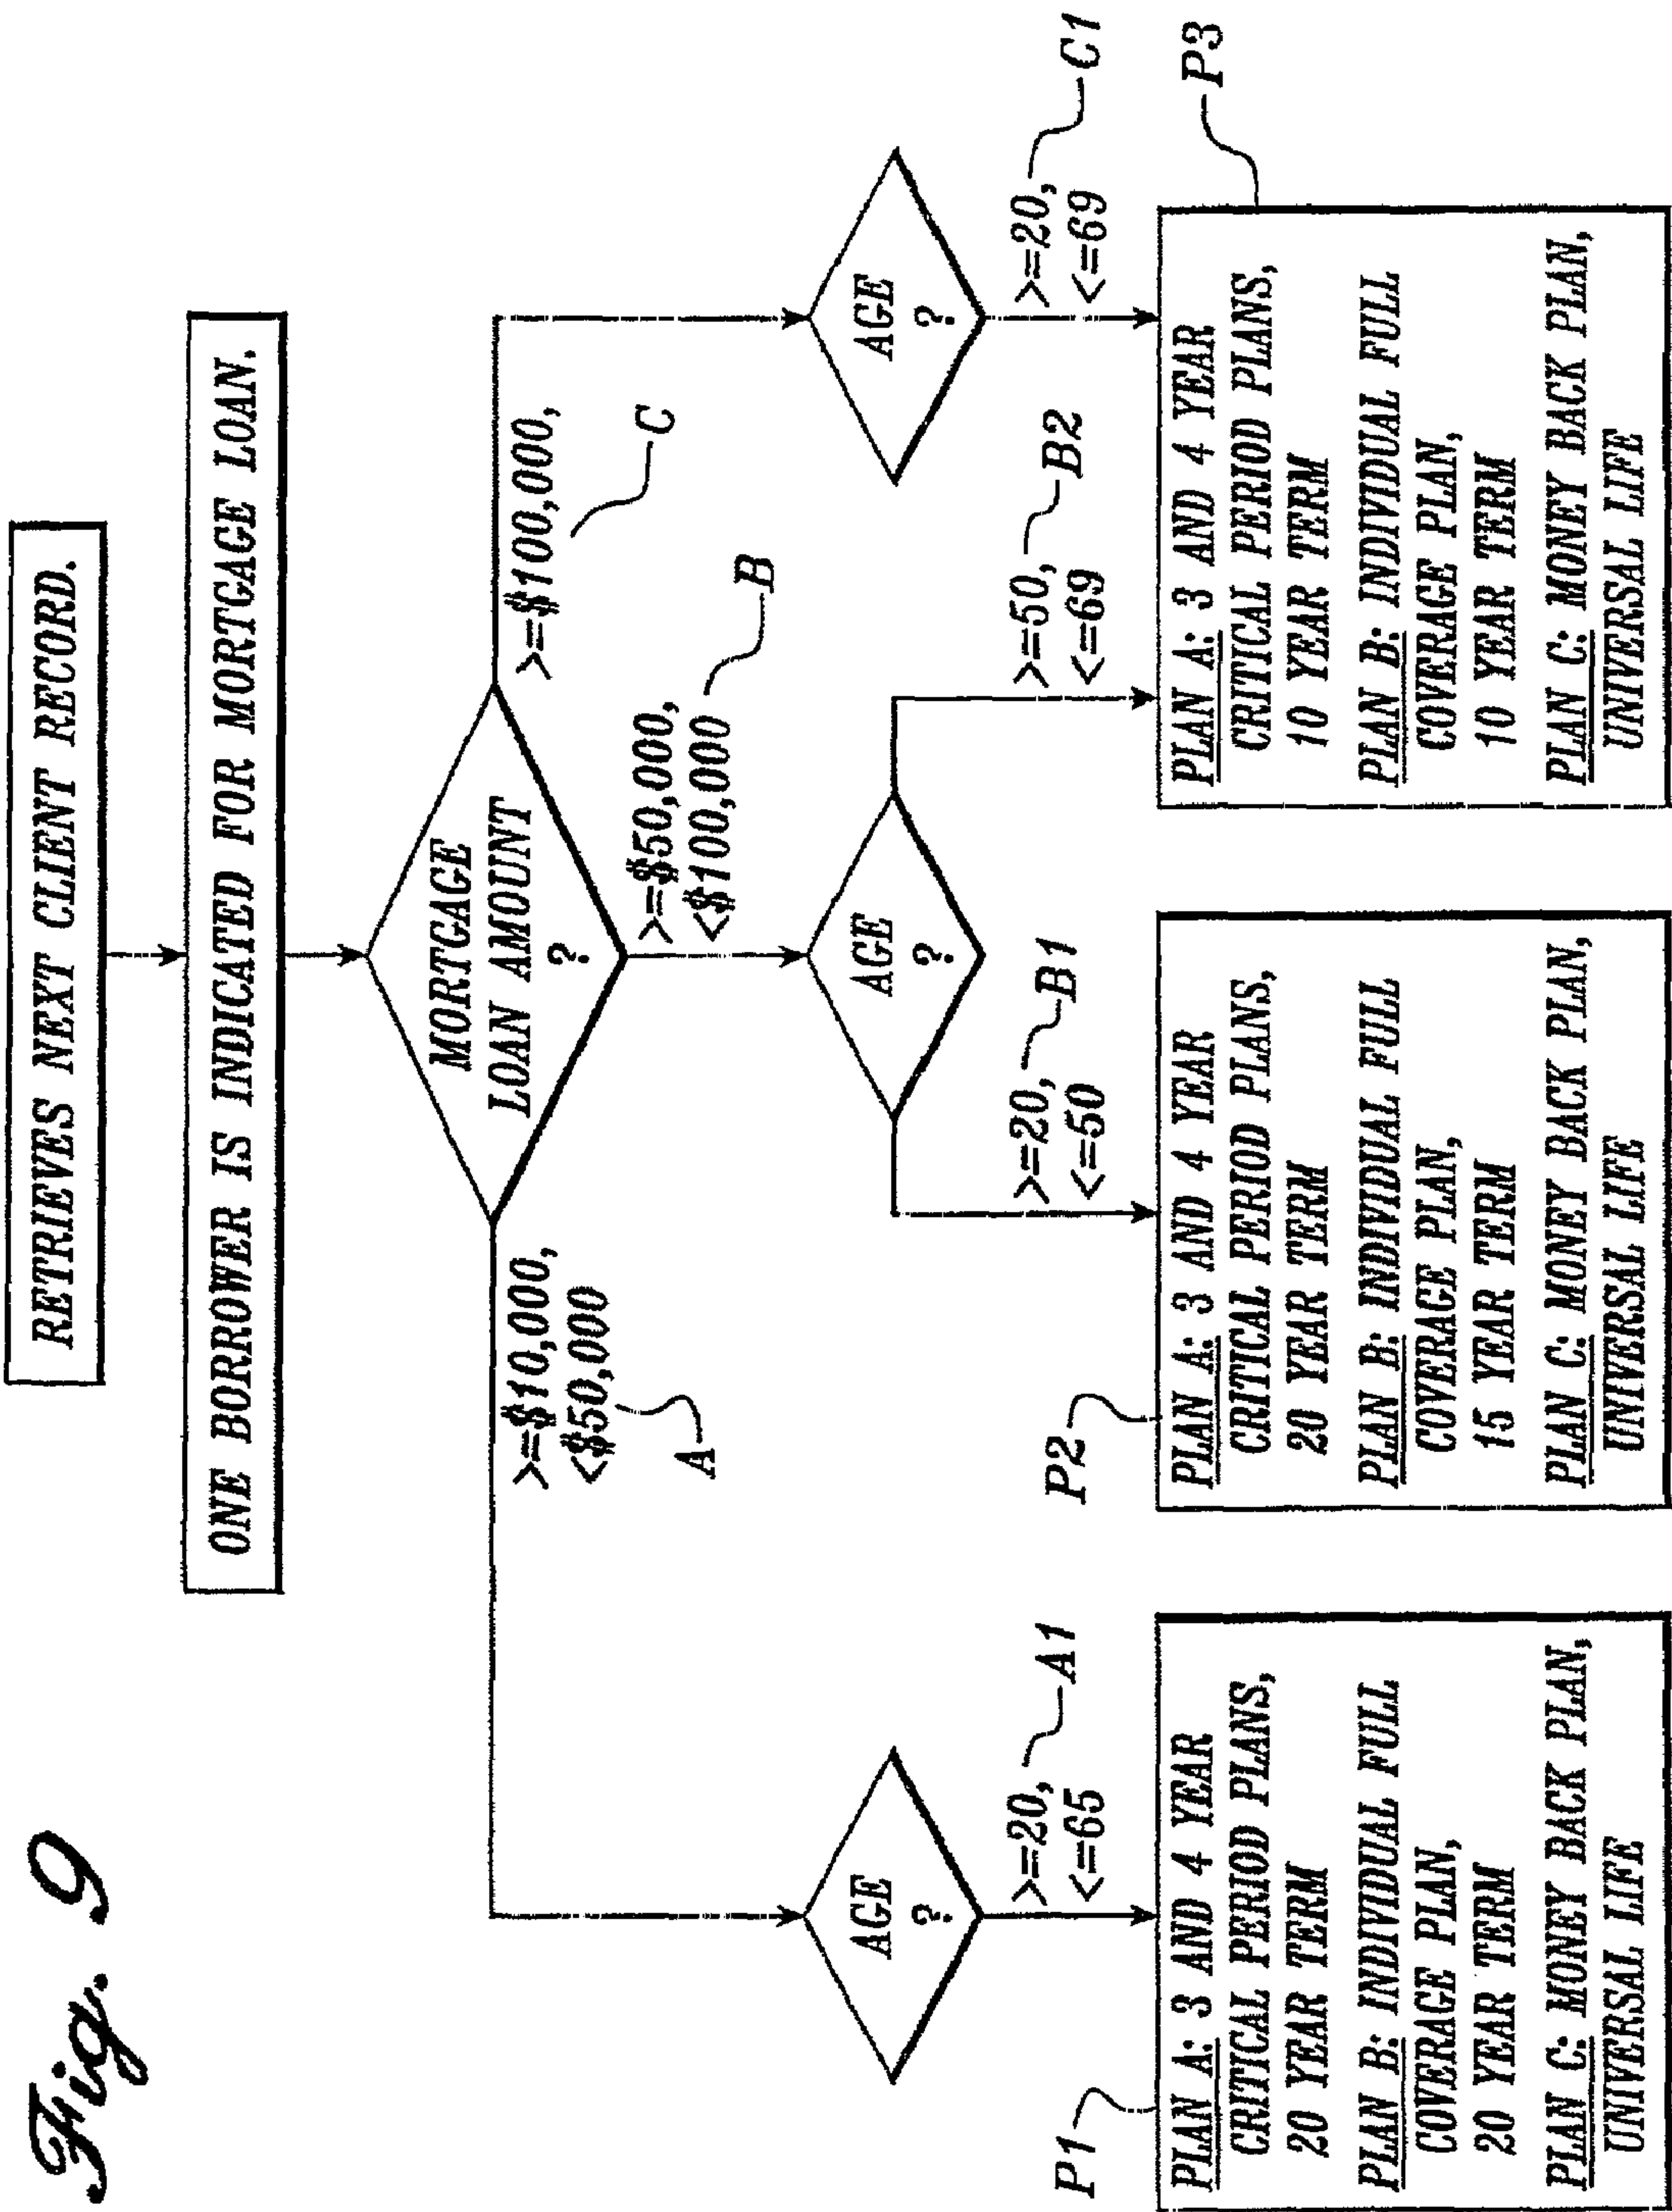 Fig. 9
RETRIEVES NEXT CLIENT RECORD.
ONE BORROWER IS INDICATED FOR MORTGAGE LOAN.
MORTGAGE
LOAN AMOUNT
?
>=$10,000,
<$50,000
A
>=$50,000,
<$100,000
B
>=$100,000,
C
AGE
?
>=20,
<=65
A1
AGE
?
>=20,
<=50
B1
>=50,
<=69
B2
AGE
?
>=20,
<=69
C1
P1
PLAN A: 3 AND 4 YEAR
CRITICAL PERIOD PLANS,
20 YEAR TERM
PLAN B: INDIVIDUAL FULL
COVERAGE PLAN,
20 YEAR TERM
PLAN C: MONEY BACK PLAN,
UNIVERSAL LIFE
P2
PLAN A: 3 AND 4 YEAR
CRITICAL PERIOD PLANS,
20 YEAR TERM
PLAN B: INDIVIDUAL FULL
COVERAGE PLAN,
15 YEAR TERM
PLAN C: MONEY BACK PLAN,
UNIVERSAL LIFE
P3
PLAN A: 3 AND 4 YEAR
CRITICAL PERIOD PLANS,
10 YEAR TERM
PLAN B: INDIVIDUAL FULL
COVERAGE PLAN,
10 YEAR TERM
PLAN C: MONEY BACK PLAN,
UNIVERSAL LIFE